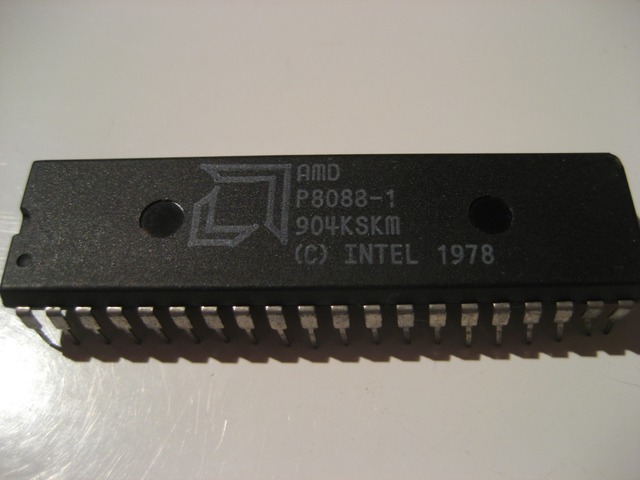 AMD
P8088-1
904KSKM
(C) INTEL 1978